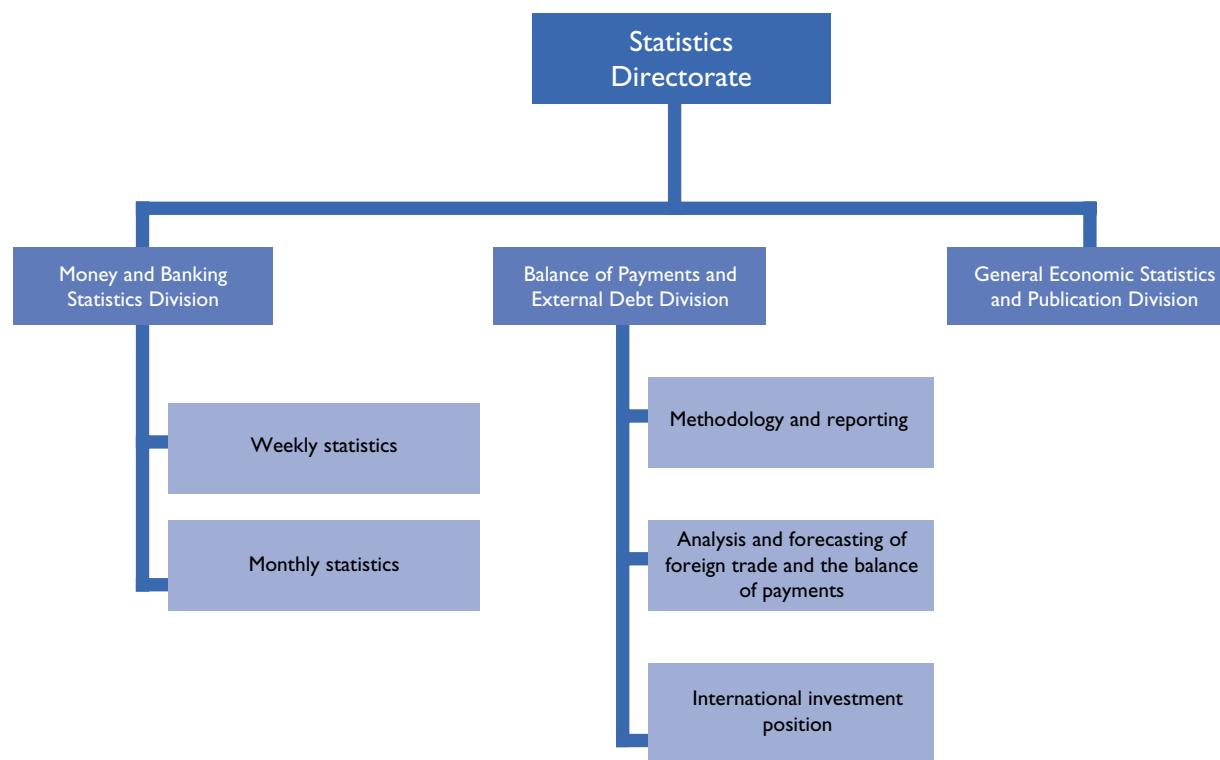 Statistics
Directorate
Money and Banking
Statistics Division
Balance of Payments and
External Debt Division
General Economic Statistics
and Publication Division
Weekly statistics
Monthly statistics
Methodology and reporting
Analysis and forecasting of
foreign trade and the balance
of payments
International investment
position